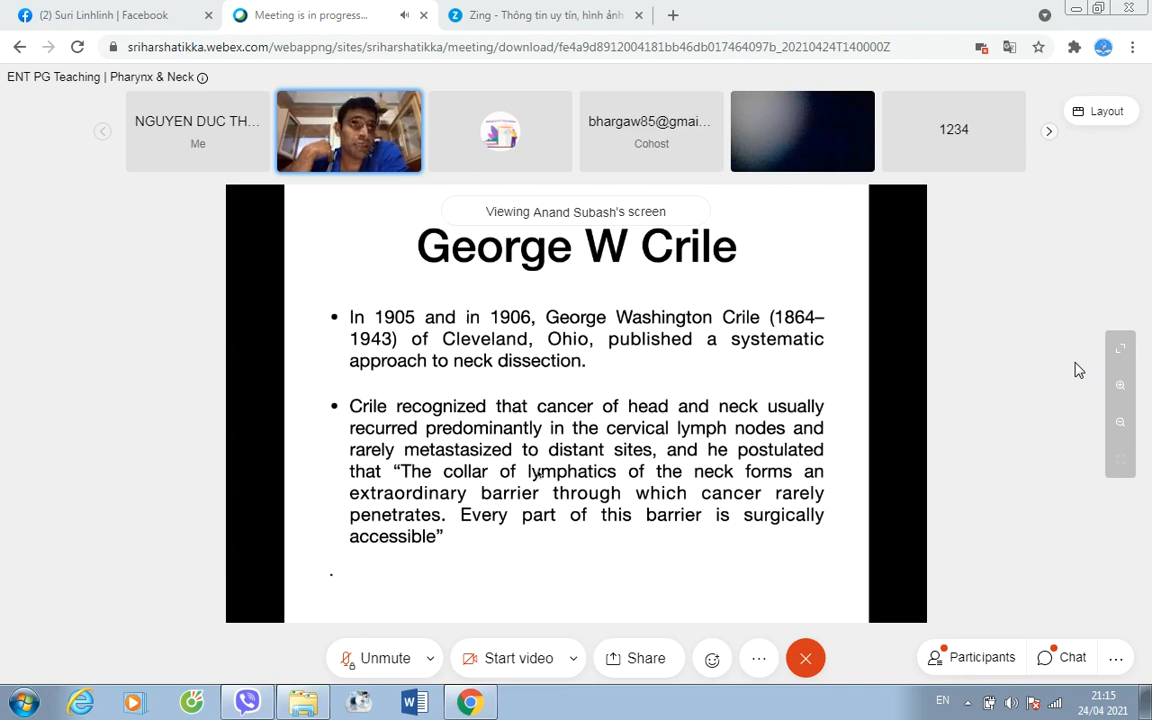 (2) Suri Linhlinh | Facebook
Meeting is in progress...
Zing - Thông tin uy tín, hình ảnh
sriharshatikka.webex.com/webappng/sites/sriharshatikka/meeting/download/fe4a9d8912004181bb46db017464097b_20210424T140000Z
ENT PG Teaching | Pharynx & Neck
Layout
NGUYEN DUC TH...
Me
bhargaw85@gmai...
Cohost
1234
Viewing Anand Subash's screen
George W Crile
• In 1905 and in 1906, George Washington Crile (1864–
1943) of Cleveland, Ohio, published a systematic
approach to neck dissection.
• Crile recognized that cancer of head and neck usually
recurred predominantly in the cervical lymph nodes and
rarely metastasized to distant sites, and he postulated
that “The collar of lymphatics of the neck forms an
extraordinary barrier through which cancer rarely
penetrates. Every part of this barrier is surgically
accessible”
.
Unmute
Start video
Share
Participants
Chat
EN
21:15
24/04 2021